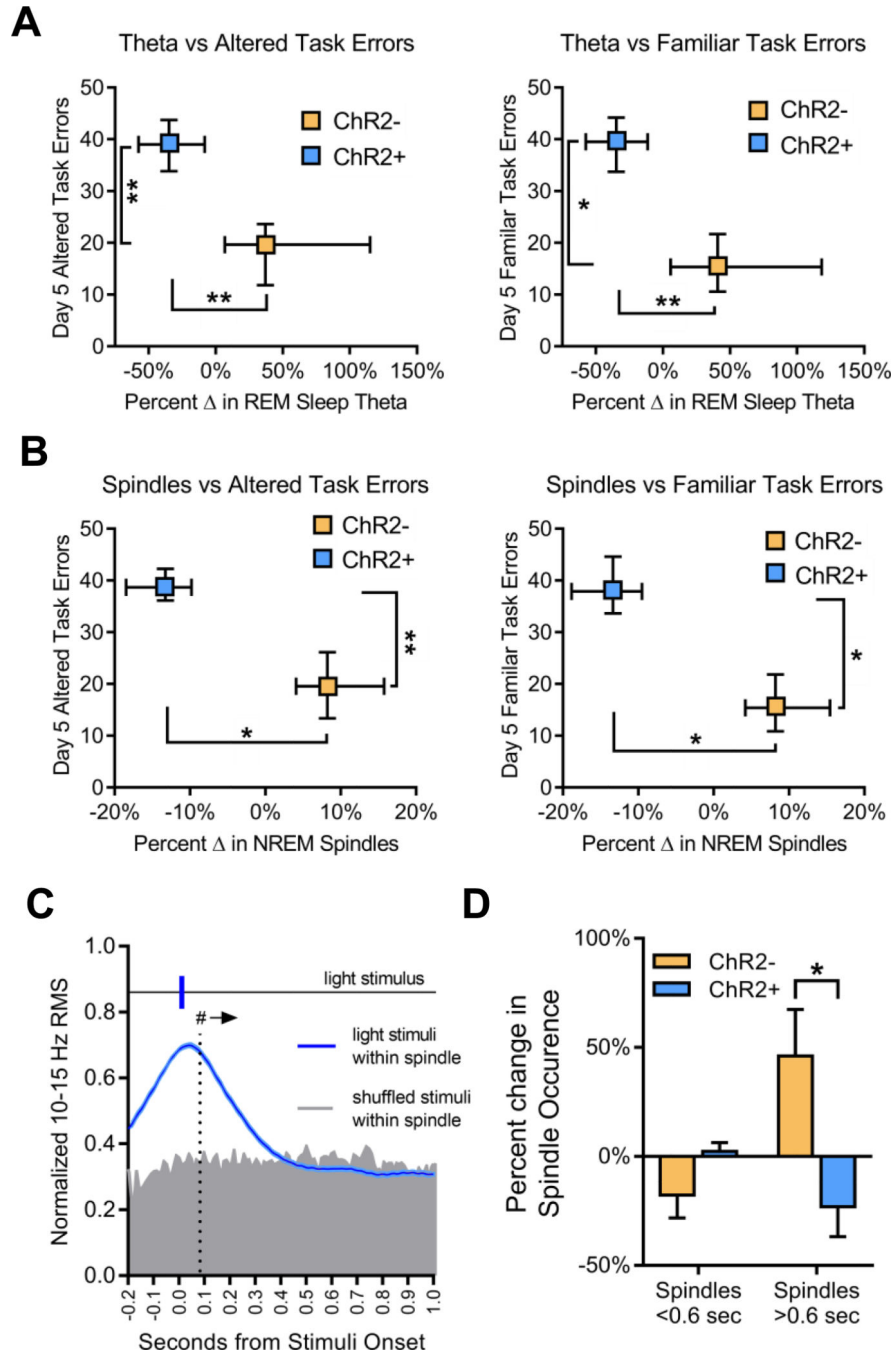 A
Theta vs Altered Task Errors
Day 5 Altered Task Errors
50
40
30
20
10
0
ChR2-
ChR2+
**
**
-50%
0%
50%
100%
150%
Percent Δ in REM Sleep Theta
Theta vs Familiar Task Errors
Day 5 Familar Task Errors
50
40
30
20
10
0
ChR2-
ChR2+
*
**
-50%
0%
50%
100%
150%
Percent Δ in REM Sleep Theta
B
Spindles vs Altered Task Errors
Day 5 Altered Task Errors
50
40
30
20
10
0
ChR2-
ChR2+
**
*
-20%
-10%
0%
10%
20%
Percent Δ in NREM Spindles
Spindles vs Familiar Task Errors
Day 5 Familar Task Errors
50
40
30
20
10
0
ChR2-
ChR2+
*
*
-20%
-10%
0%
10%
20%
Percent Δ in NREM Spindles
C
Normalized 10-15 Hz RMS
1.0
0.8
0.6
0.4
0.2
0.0
light stimulus
#
light stimuli
within spindle
shuffled stimuli
within spindle
-0.2
-0.1
0.0
0.1
0.2
0.3
0.4
0.5
0.6
0.7
0.8
0.9
1.0
Seconds from Stimuli Onset
D
Percent change in
Spindle Occurence
100%
50%
0%
-50%
ChR2-
ChR2+
*
Spindles
<0.6 sec
Spindles
>0.6 sec